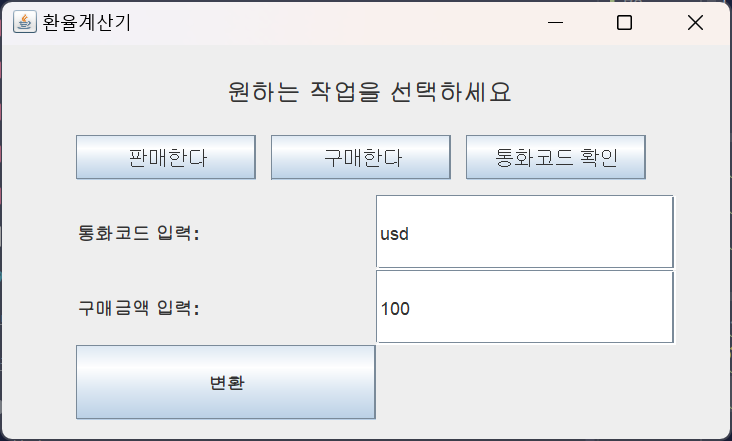 환율계산기
원하는 작업을 선택하세요
판매한다 구매한다 통화코드 확인
통화코드 입력: usd
구매금액 입력: 100
변환